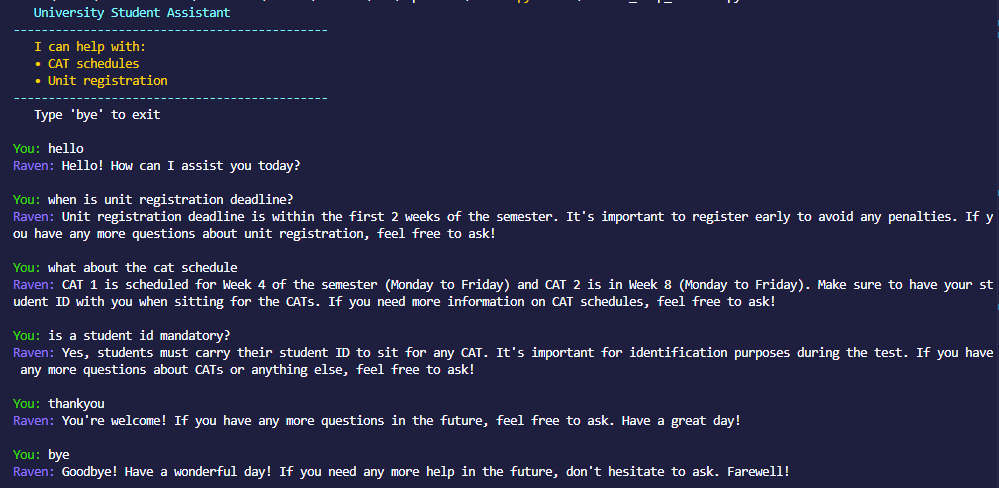 University Student Assistant
---------------------------------------------
I can help with:
• CAT schedules
• Unit registration
---------------------------------------------
Type 'bye' to exit
You: hello
Raven: Hello! How can I assist you today?
You: when is unit registration deadline?
Raven: Unit registration deadline is within the first 2 weeks of the semester. It's important to register early to avoid any penalties. If y
ou have any more questions about unit registration, feel free to ask!
You: what about the cat schedule
Raven: CAT 1 is scheduled for Week 4 of the semester (Monday to Friday) and CAT 2 is in Week 8 (Monday to Friday). Make sure to have your st
udent ID with you when sitting for the CATs. If you need more information on CAT schedules, feel free to ask!
You: is a student id mandatory?
Raven: Yes, students must carry their student ID to sit for any CAT. It's important for identification purposes during the test. If you have
any more questions about CATs or anything else, feel free to ask!
You: thankyou
Raven: You're welcome! If you have any more questions in the future, feel free to ask. Have a great day!
You: bye
Raven: Goodbye! Have a wonderful day! If you need any more help in the future, don't hesitate to ask. Farewell!